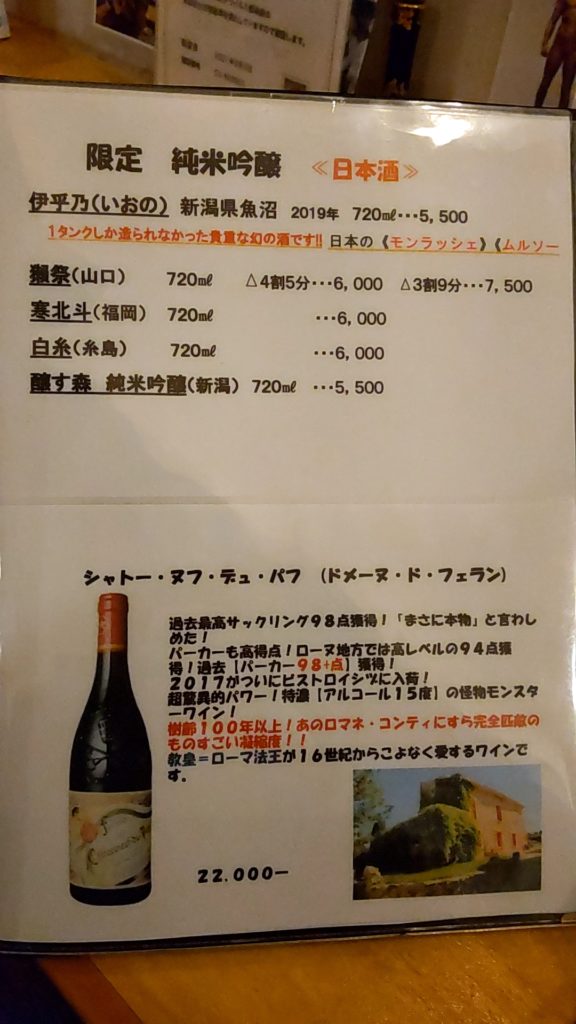 限定 純米吟醸 ≪日本酒≫
伊乎乃(いおの) 新潟県魚沼 2019年 720㎖･･･5,500
1タンクしか造られなかった貴重な幻の酒です!! 日本の《モンラッシェ》《ムルソー
獺祭(山口) 720㎖ △4割5分･･･6,000 △3割9分･･･7,500
寒北斗(福岡) 720㎖ ･･･6,000
白糸(糸島) 720㎖ ･･･6,000
醸す森 純米吟醸(新潟) 720㎖ ･･･5,500
シャトー・ヌフ・デュ・パフ (ドメーヌ・ド・フェラン)
過去最高サックリング98点獲得!「まさに本物」と言わし
めた!
パーカーも高得点!ローヌ地方では高レベルの94点獲
得!過去【パーカー98+点】獲得!
2017がついにビストロイシヅに入荷!
超驚異的パワー!特濃【アルコール15度】の怪物モンスタ
ーワイン!
樹齢100年以上!あのロマネ・コンティにすら完全匹敵の
ものすごい凝縮度!!
教皇=ローマ法王が16世紀からこよなく愛するワインで
す。
22.000ー